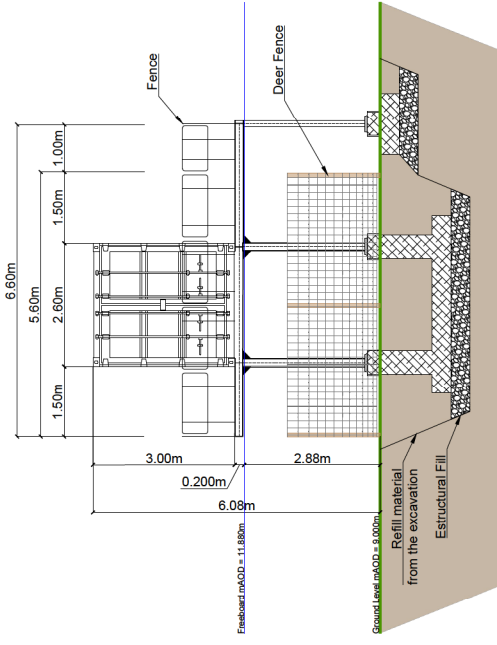 6.60m
5.60m
1.50m
2.60m
1.50m
1.00m
Fence
Deer Fence
3.00m
0.200m
2.88m
6.08m
Freeboard mAOD = 11.880m
Ground Level mAOD = 9.000m
Refill material
from the excavation
Estructural Fill